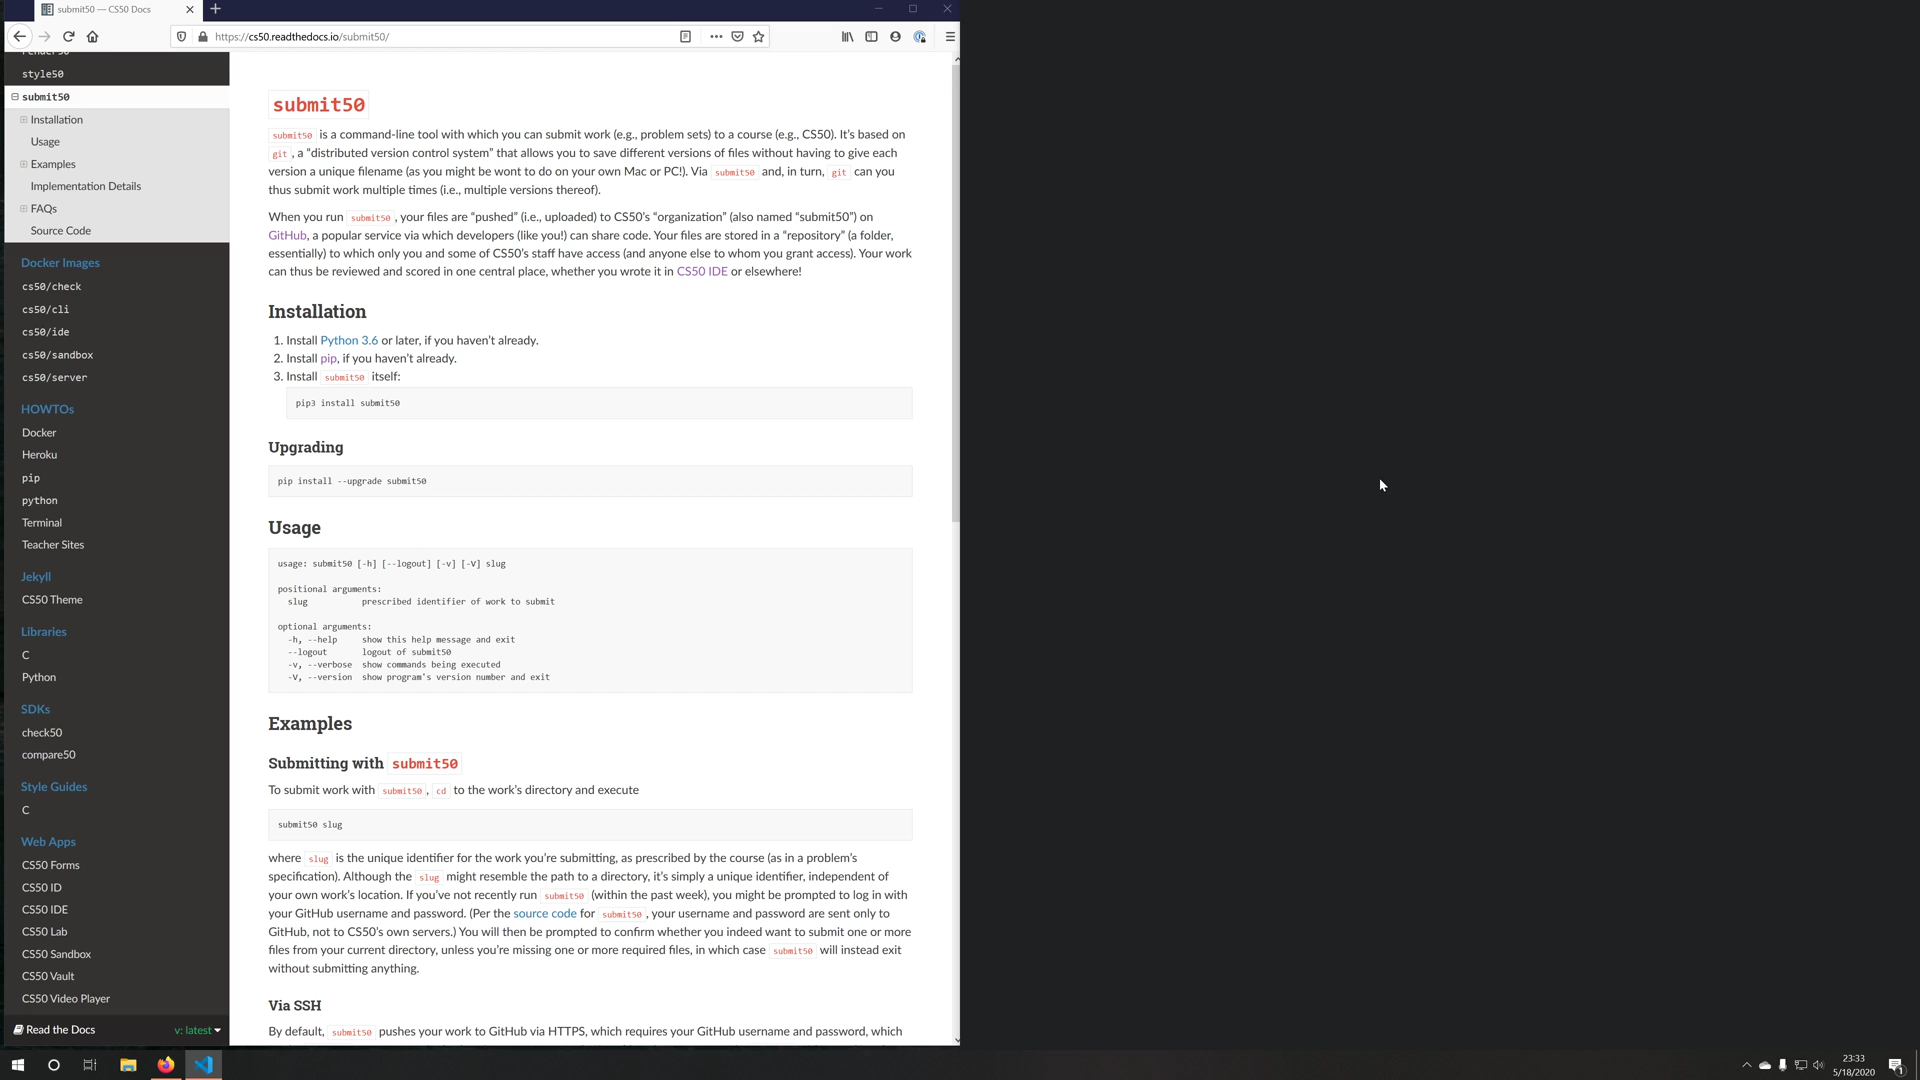 submit50 — CS50 Docs
https://cs50.readthedocs.io/submit50/
render50
style50
submit50
Installation
Usage
Examples
Implementation Details
FAQs
Source Code
Docker Images
cs50/check
cs50/cli
cs50/ide
cs50/sandbox
cs50/server
HOWTOs
Docker
Heroku
pip
python
Terminal
Teacher Sites
Jekyll
CS50 Theme
Libraries
C
Python
SDKs
check50
compare50
Style Guides
C
Web Apps
CS50 Forms
CS50 ID
CS50 IDE
CS50 Lab
CS50 Sandbox
CS50 Vault
CS50 Video Player
Read the Docs
v: latest
submit50
submit50 is a command-line tool with which you can submit work (e.g., problem sets) to a course (e.g., CS50). It’s based on
git, a “distributed version control system” that allows you to save different versions of files without having to give each
version a unique filename (as you might be wont to do on your own Mac or PC!). Via submit50 and, in turn, git can you
thus submit work multiple times (i.e., multiple versions thereof).
When you run submit50, your files are “pushed” (i.e., uploaded) to CS50’s “organization” (also named “submit50”) on
GitHub, a popular service via which developers (like you!) can share code. Your files are stored in a “repository” (a folder,
essentially) to which only you and some of CS50’s staff have access (and anyone else to whom you grant access). Your work
can thus be reviewed and scored in one central place, whether you wrote it in CS50 IDE or elsewhere!
Installation
1. Install Python 3.6 or later, if you haven’t already.
2. Install pip, if you haven’t already.
3. Install submit50 itself:
pip3 install submit50
Upgrading
pip install --upgrade submit50
Usage
usage: submit50 [-h] [--logout] [-v] [-V] slug
positional arguments:
slug prescribed identifier of work to submit
optional arguments:
-h, --help show this help message and exit
--logout logout of submit50
-v, --verbose show commands being executed
-V, --version show program's version number and exit
Examples
Submitting with submit50
To submit work with submit50, cd to the work’s directory and execute
submit50 slug
where slug is the unique identifier for the work you’re submitting, as prescribed by the course (as in a problem’s
specification). Although the slug might resemble the path to a directory, it’s simply a unique identifier, independent of
your own work’s location. If you’ve not recently run submit50 (within the past week), you might be prompted to log in with
your GitHub username and password. (Per the source code for submit50, your username and password are sent only to
GitHub, not to CS50’s own servers.) You will then be prompted to confirm whether you indeed want to submit one or more
files from your current directory, unless you’re missing one or more required files, in which case submit50 will instead exit
without submitting anything.
Via SSH
By default, submit50 pushes your work to GitHub via HTTPS, which requires your GitHub username and password, which
23:33
5/18/2020
1